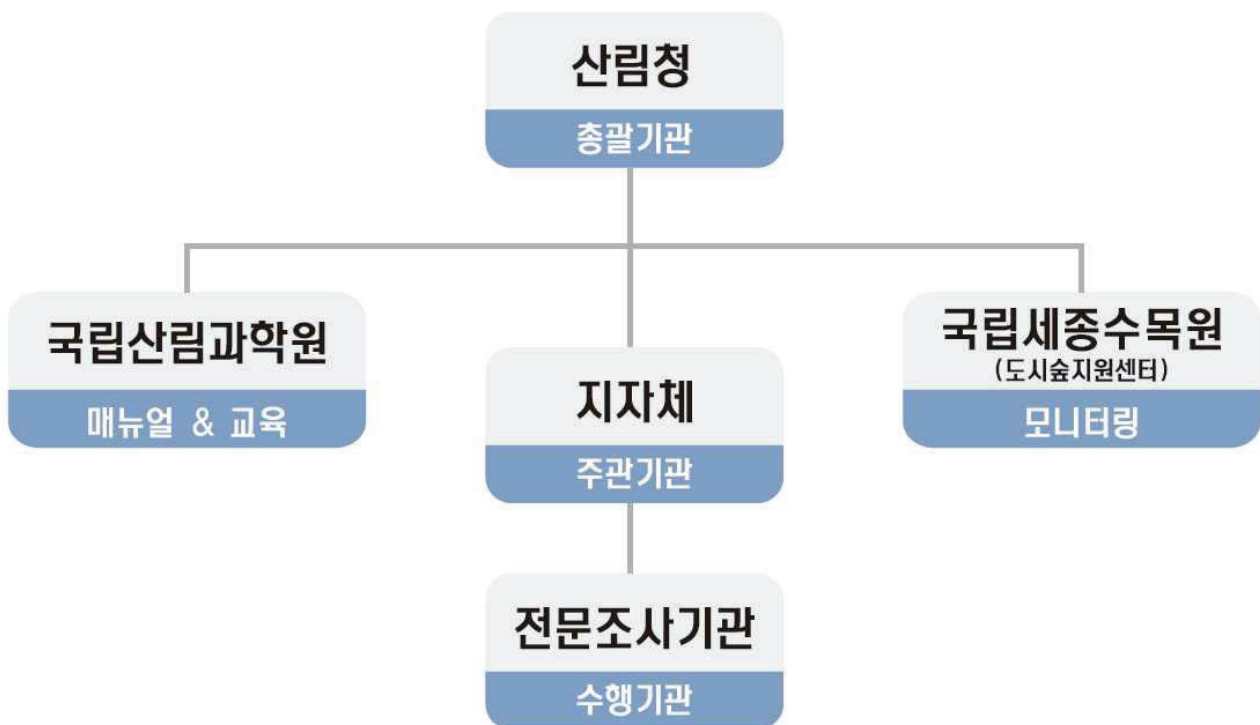 산림청
총괄기관
국립산림과학원
매뉴얼 & 교육
지자체
주관기관
국립세종수목원
(도시숲지원센터)
모니터링
전문조사기관
수행기관